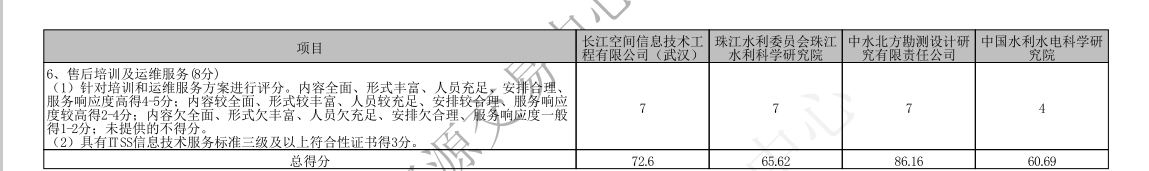 项目
长江空间信息技术工
程有限公司（武汉）
珠江水利委员会珠江
水利科学研究院
中水北方勘测设计研
究有限责任公司
中国水利水电科学研
究院
6、售后培训及运维服务(8分)
（1）针对培训和运维服务方案进行评分。内容全面、形式丰富、人员充足、安排合理、
服务响应度高得4-5分；内容较全面、形式较丰富、人员较充足、安排较合理、服务响应
度较高得2-4分；内容欠全面、形式欠丰富、人员欠充足、安排欠合理、服务响应度一般
得1-2分；未提供的不得分。
（2）具有ITSS信息技术服务标准三级及以上符合性证书得3分。
7
7
7
4
总得分
72.6
65.62
86.16
60.69
源交易
中心
中心